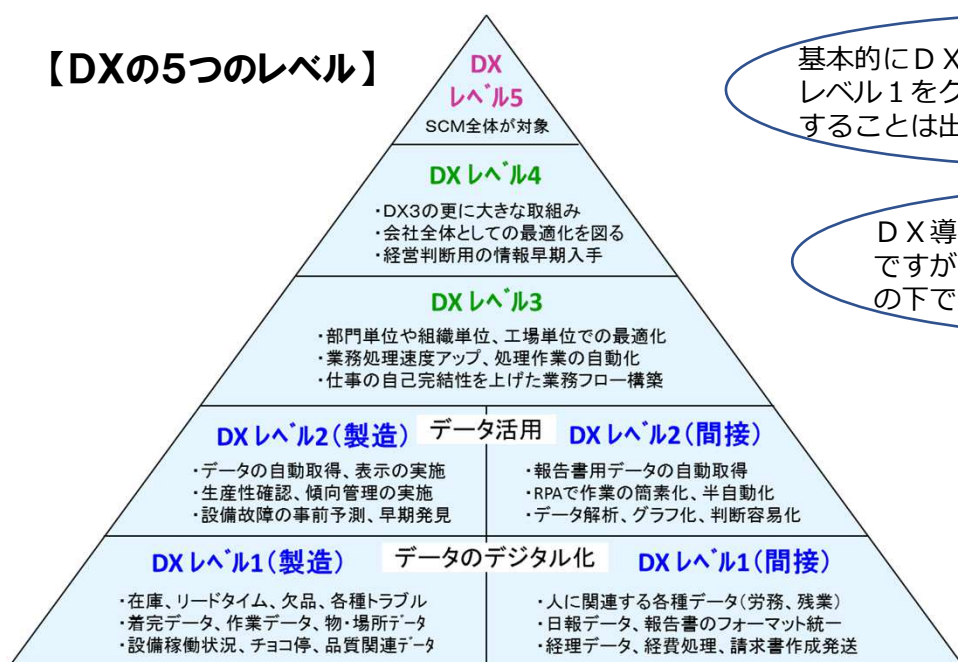 【DXの5つのレベル】
基本的にＤＸ
レベル１をク
することは出
ＤＸ導
ですが
の下で
DX
レベル5
SCM全体が対象
DX レベル4
・DX3の更に大きな取組み
・会社全体としての最適化を図る
・経営判断用の情報早期入手
DX レベル3
・部門単位や組織単位、工場単位での最適化
・業務処理速度アップ、処理作業の自動化
・仕事の自己完結性を上げた業務フロー構築
DX レベル2（製造） データ活用 DX レベル2（間接）
・データの自動取得、表示の実施
・生産性確認、傾向管理の実施
・設備故障の事前予測、早期発見
・報告書用データの自動取得
・RPAで作業の簡素化、半自動化
・データ解析、グラフ化、判断容易化
DX レベル1（製造） データのデジタル化 DX レベル1（間接）
・在庫、リードタイム、欠品、各種トラブル
・着完データ、作業データ、物・場所データ
・設備稼働状況、チョコ停、品質関連データ
・人に関連する各種データ（労務、残業）
・日報データ、報告書のフォーマット統一
・経理データ、経費処理、請求書作成発送